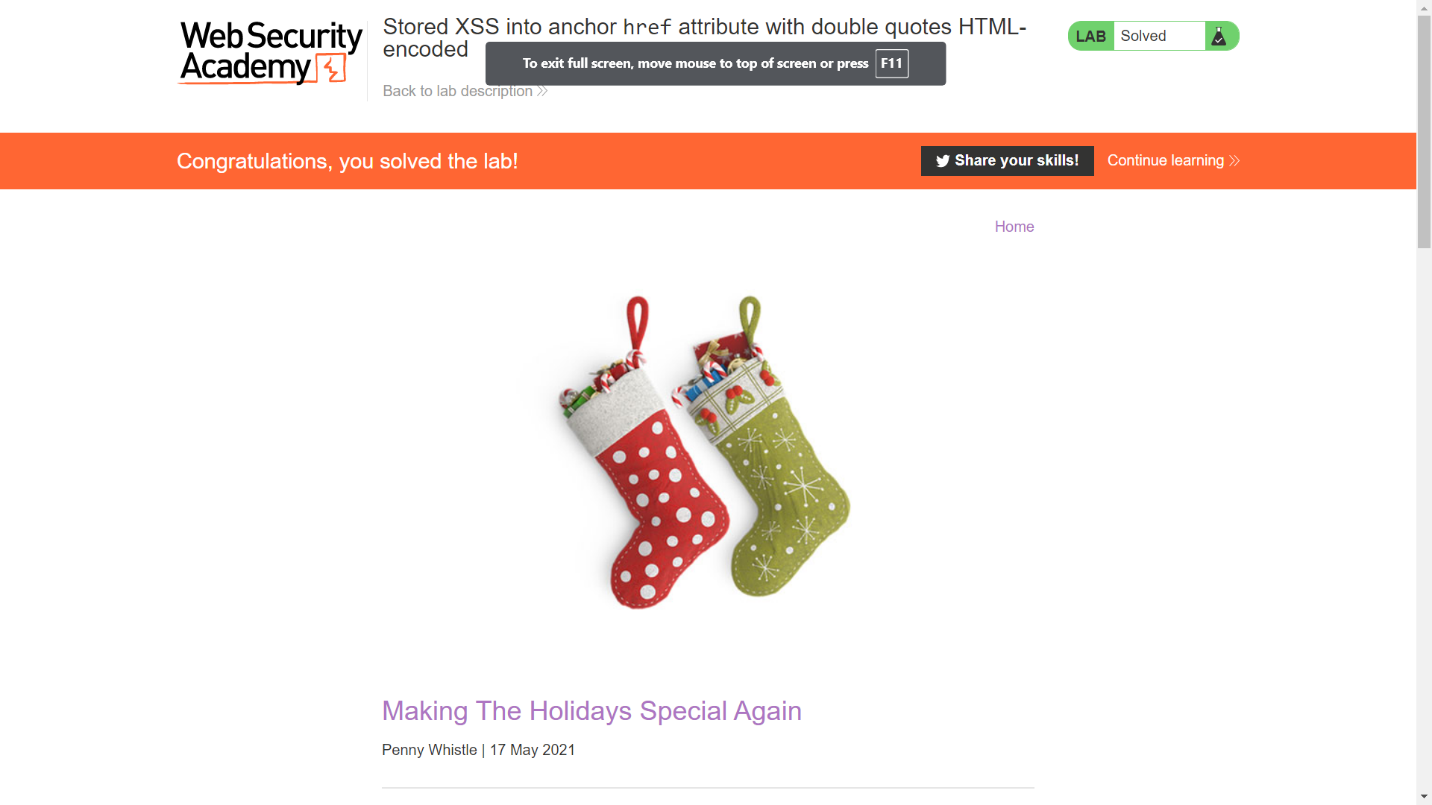 Web Security
Academy
Stored XSS into anchor href attribute with double quotes HTML-
encoded
To exit full screen, move mouse to top of screen or press F11
Back to lab description
LAB Solved
Congratulations, you solved the lab!
Share your skills!
Continue learning
Home
Making The Holidays Special Again
Penny Whistle | 17 May 2021